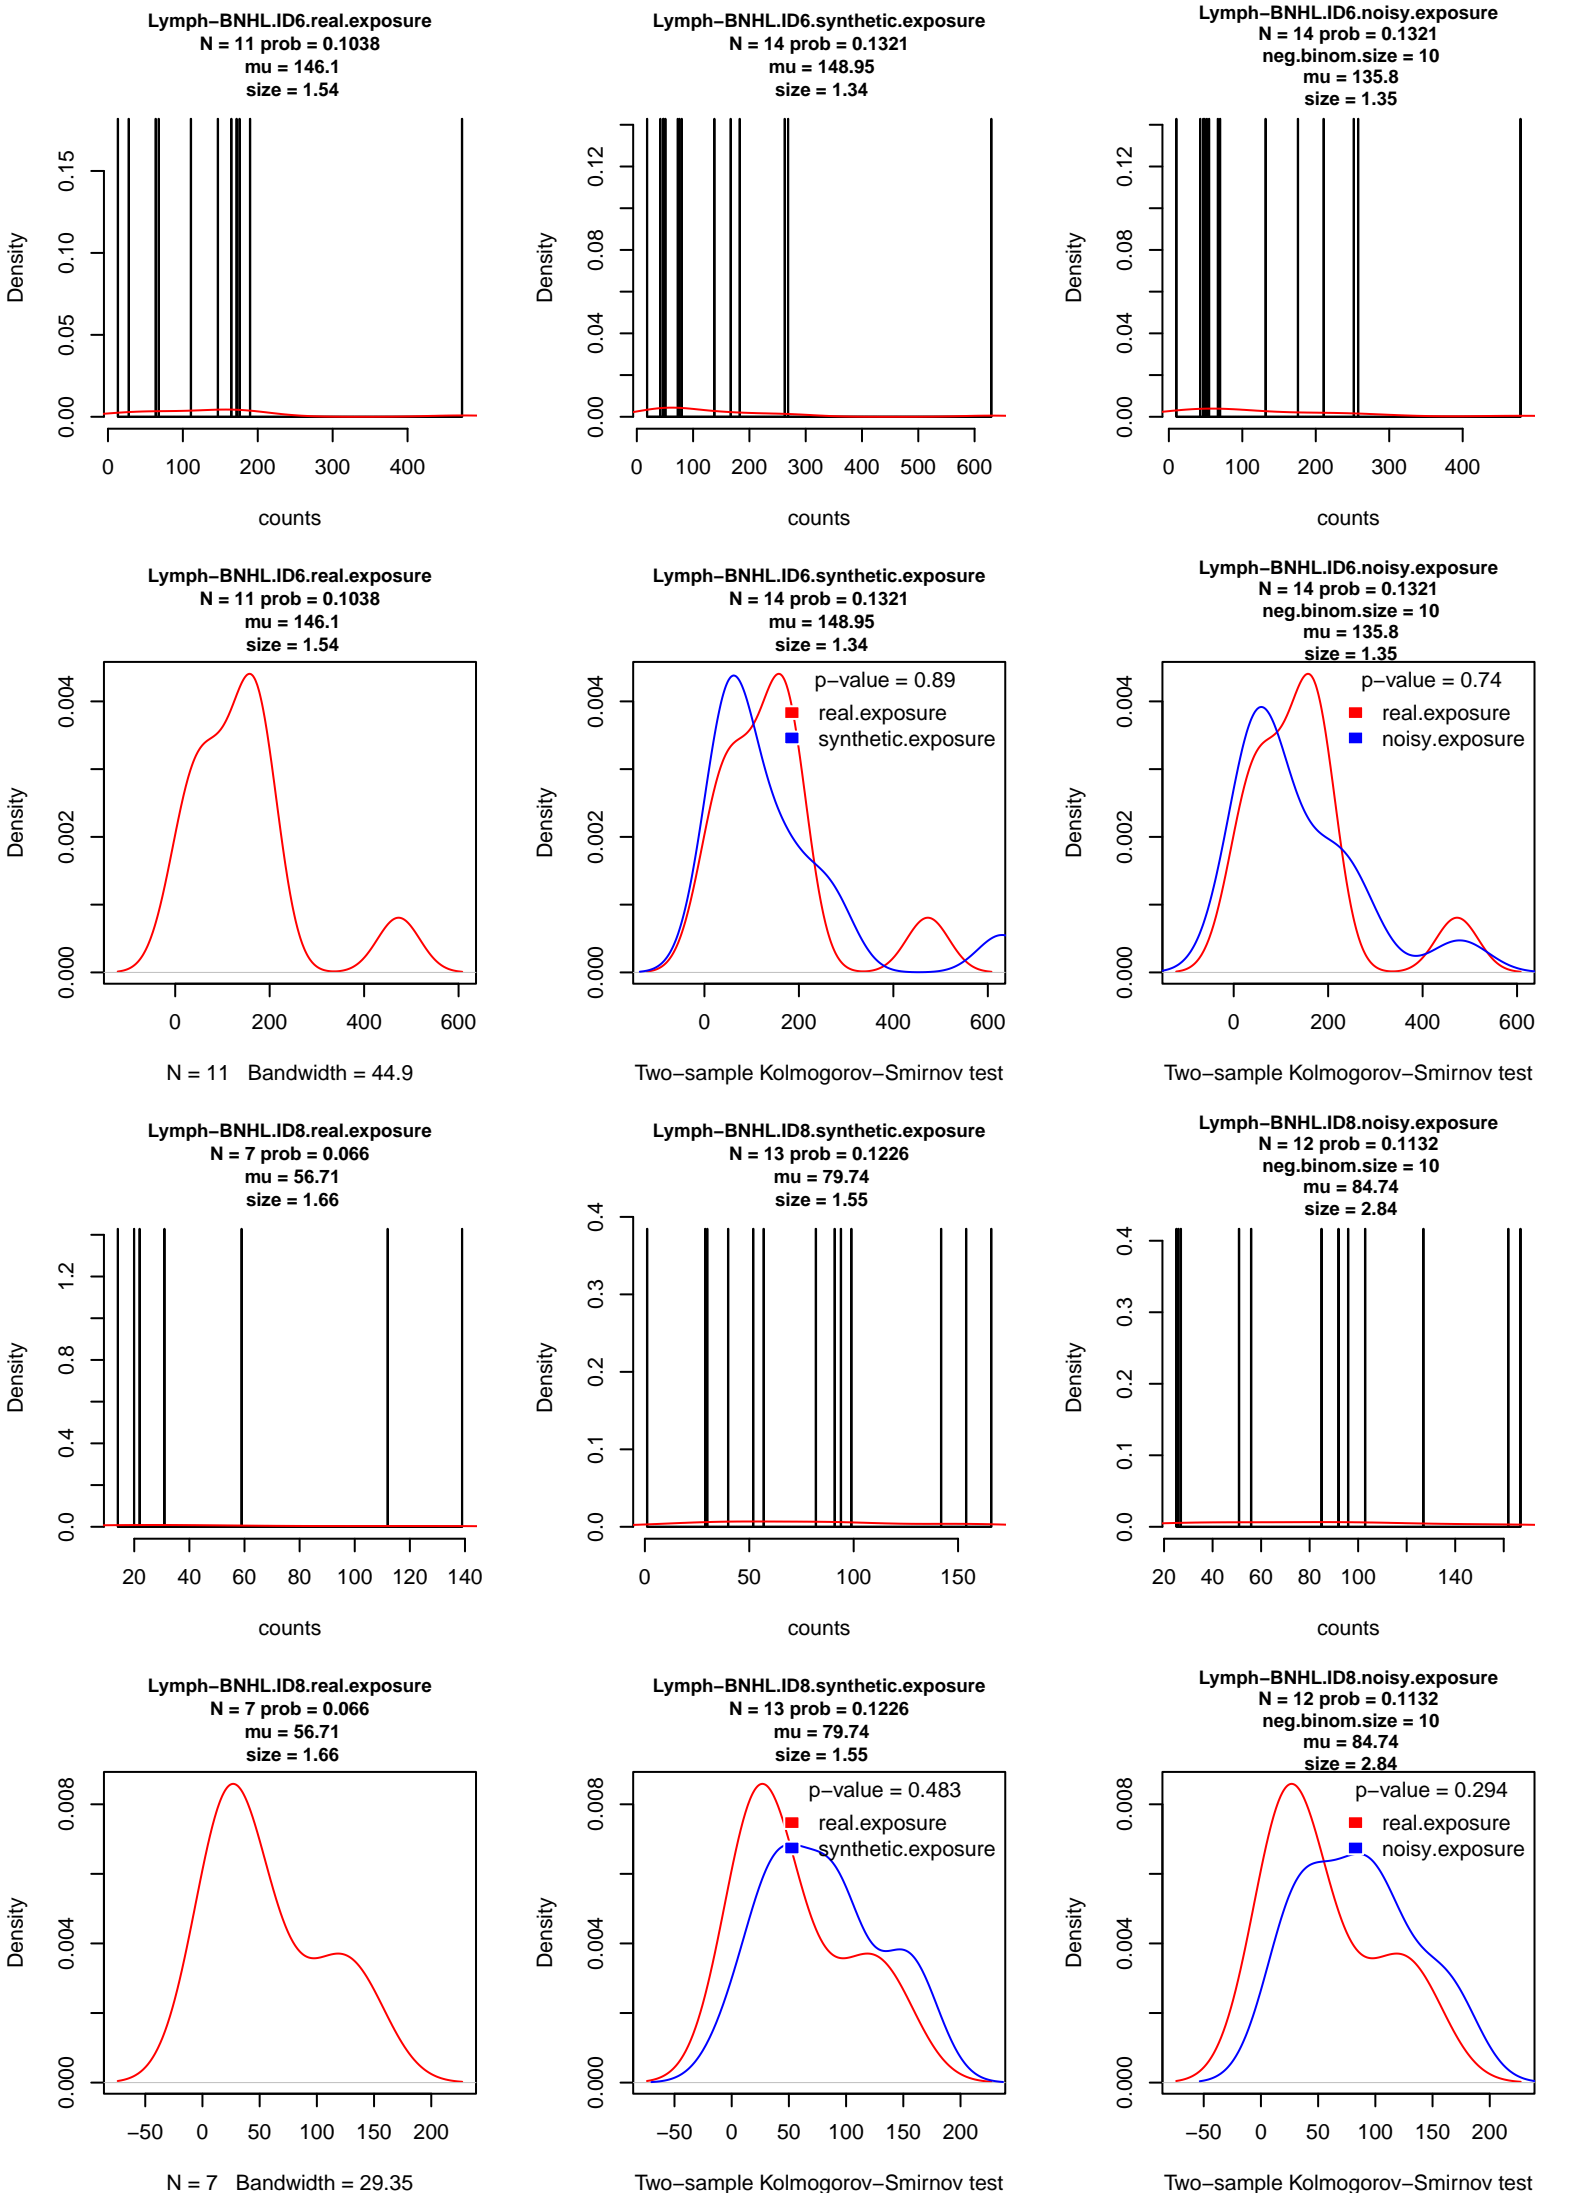 Lymph−BNHL.ID6.real.exposure
N = 11 prob = 0.1038
mu = 146.1
size = 1.54
Density
0.00 0.05 0.10 0.15
0 100 200 300 400
counts
Lymph−BNHL.ID6.synthetic.exposure
N = 14 prob = 0.1321
mu = 148.95
size = 1.34
Density
0.00 0.04 0.08 0.12
0 100 200 300 400 500 600
counts
Lymph−BNHL.ID6.noisy.exposure
N = 14 prob = 0.1321
neg.binom.size = 10
mu = 135.8
size = 1.35
Density
0.00 0.04 0.08 0.12
0 100 200 300 400
counts
Lymph−BNHL.ID6.real.exposure
N = 11 prob = 0.1038
mu = 146.1
size = 1.54
Density
0.000 0.002 0.004
0 200 400 600
N = 11 Bandwidth = 44.9
Lymph−BNHL.ID6.synthetic.exposure
N = 14 prob = 0.1321
mu = 148.95
size = 1.34
p−value = 0.89
real.exposure
synthetic.exposure
Density
0.000 0.002 0.004
0 200 400 600
Two−sample Kolmogorov−Smirnov test
Lymph−BNHL.ID6.noisy.exposure
N = 14 prob = 0.1321
neg.binom.size = 10
mu = 135.8
size = 1.35
p−value = 0.74
real.exposure
noisy.exposure
Density
0.000 0.002 0.004
0 200 400 600
Two−sample Kolmogorov−Smirnov test
Lymph−BNHL.ID8.real.exposure
N = 7 prob = 0.066
mu = 56.71
size = 1.66
Density
0.0 0.4 0.8 1.2
20 40 60 80 100 120 140
counts
Lymph−BNHL.ID8.synthetic.exposure
N = 13 prob = 0.1226
mu = 79.74
size = 1.55
Density
0.0 0.1 0.2 0.3 0.4
0 50 100 150
counts
Lymph−BNHL.ID8.noisy.exposure
N = 12 prob = 0.1132
neg.binom.size = 10
mu = 84.74
size = 2.84
Density
0.0 0.1 0.2 0.3 0.4
20 40 60 80 100 140
counts
Lymph−BNHL.ID8.real.exposure
N = 7 prob = 0.066
mu = 56.71
size = 1.66
Density
0.000 0.004 0.008
−50 0 50 100 150 200
N = 7 Bandwidth = 29.35
Lymph−BNHL.ID8.synthetic.exposure
N = 13 prob = 0.1226
mu = 79.74
size = 1.55
p−value = 0.483
real.exposure
synthetic.exposure
Density
0.000 0.004 0.008
−50 0 50 100 150 200
Two−sample Kolmogorov−Smirnov test
Lymph−BNHL.ID8.noisy.exposure
N = 12 prob = 0.1132
neg.binom.size = 10
mu = 84.74
size = 2.84
p−value = 0.294
real.exposure
noisy.exposure
Density
0.000 0.004 0.008
−50 0 50 100 150 200
Two−sample Kolmogorov−Smirnov test